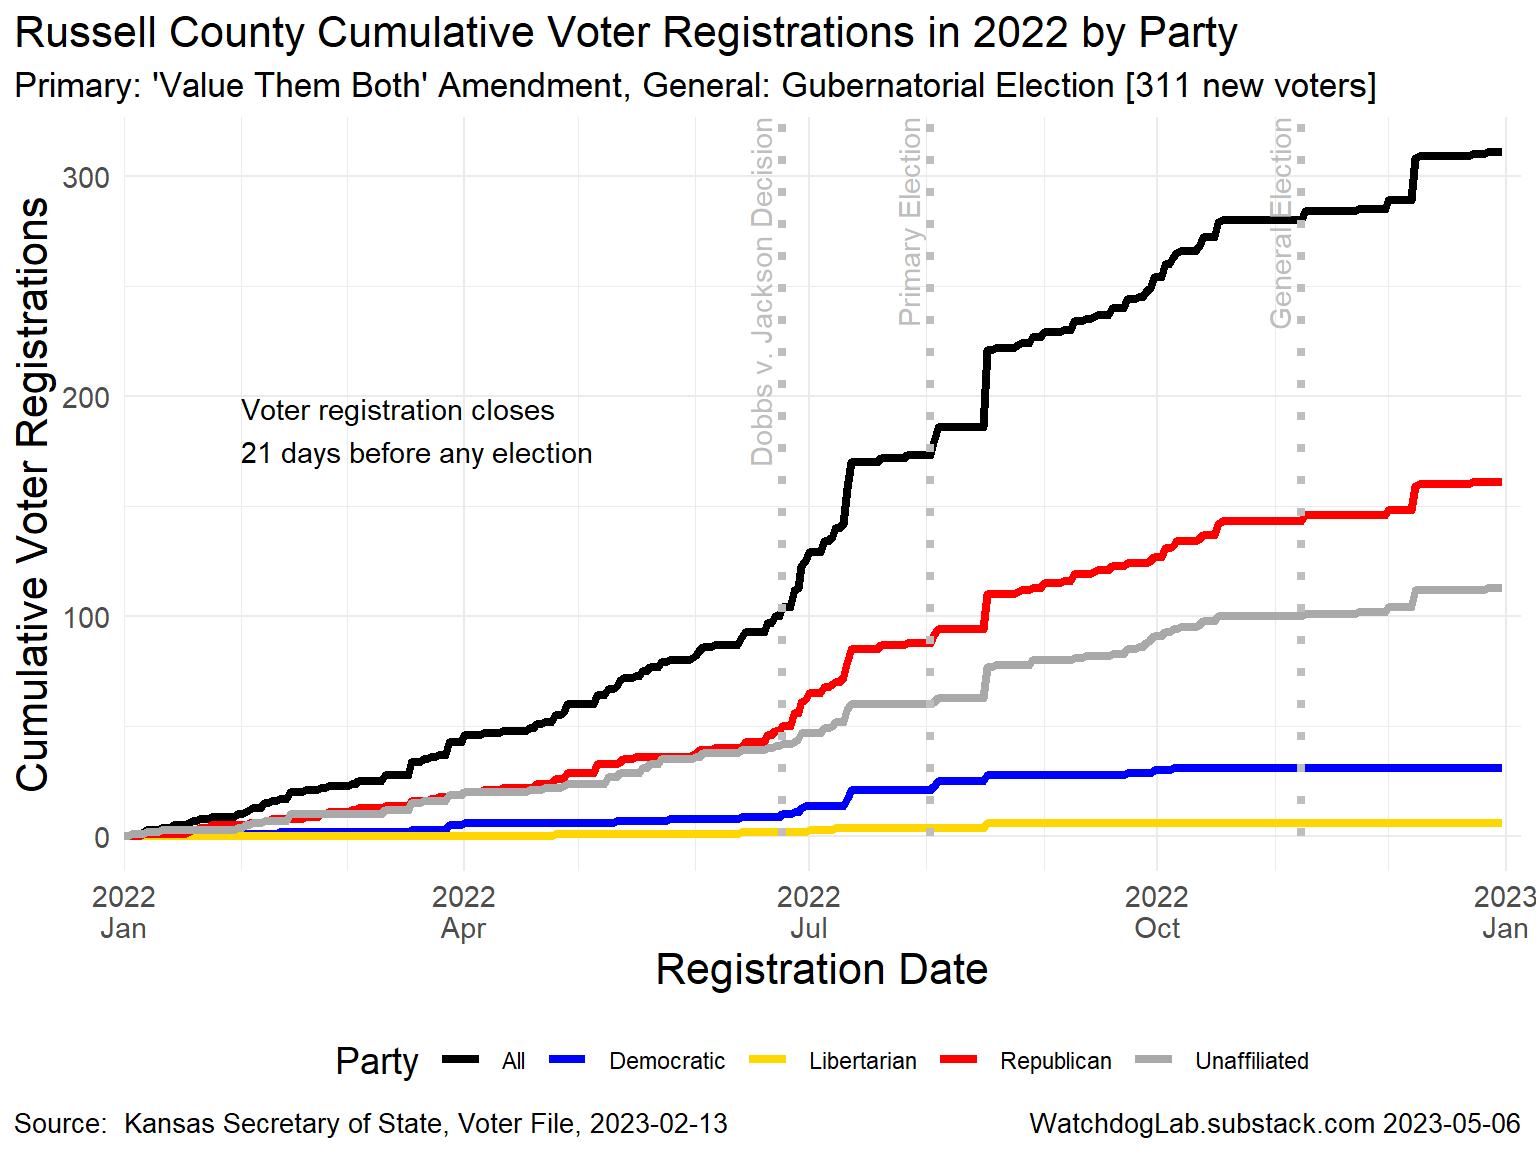 Russell County Cumulative Voter Registrations in 2022 by Party
Primary: 'Value Them Both' Amendment, General: Gubernatorial Election [311 new voters]
Cumulative Voter Registrations
300
200
100
0
Dobbs v. Jackson Decision
Primary Election
General Election
Voter registration closes
21 days before any election
2022 2022 2022 2022 2023
Jan Apr Jul Oct Jan
Registration Date
Party All Democratic Libertarian Republican Unaffiliated
Source:  Kansas Secretary of State, Voter File, 2023-02-13
WatchdogLab.substack.com 2023-05-06